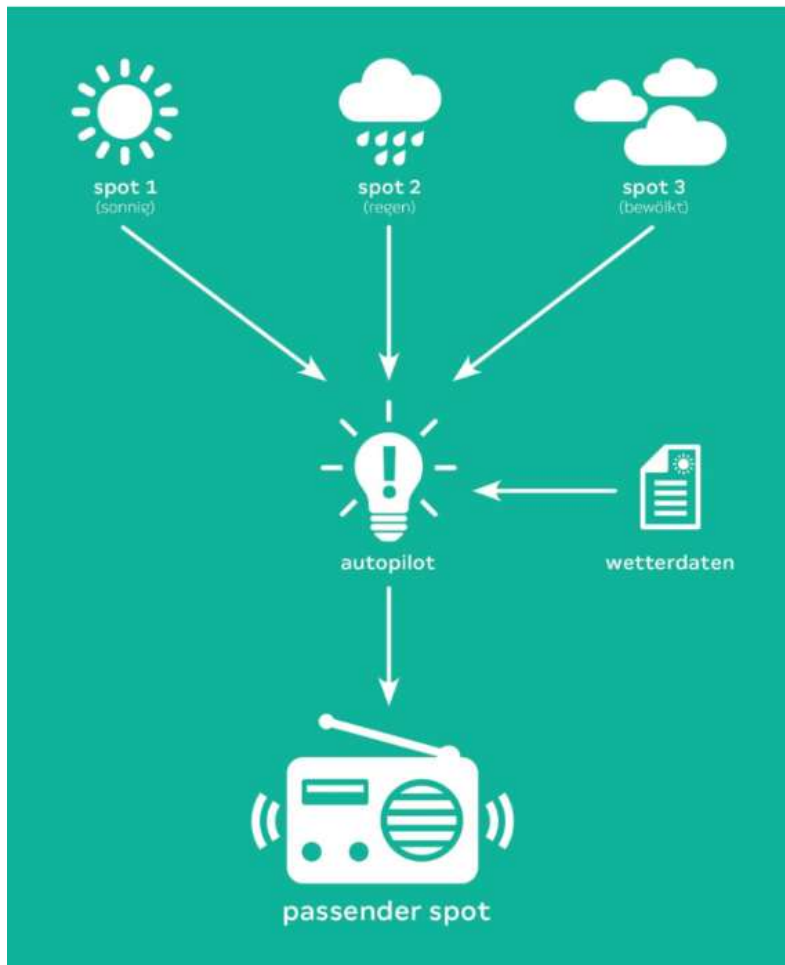 spot 1
(sonnig)
spot 2
(regen)
spot 3
(bewölkt)
autopilot
wetterdaten
passender spot